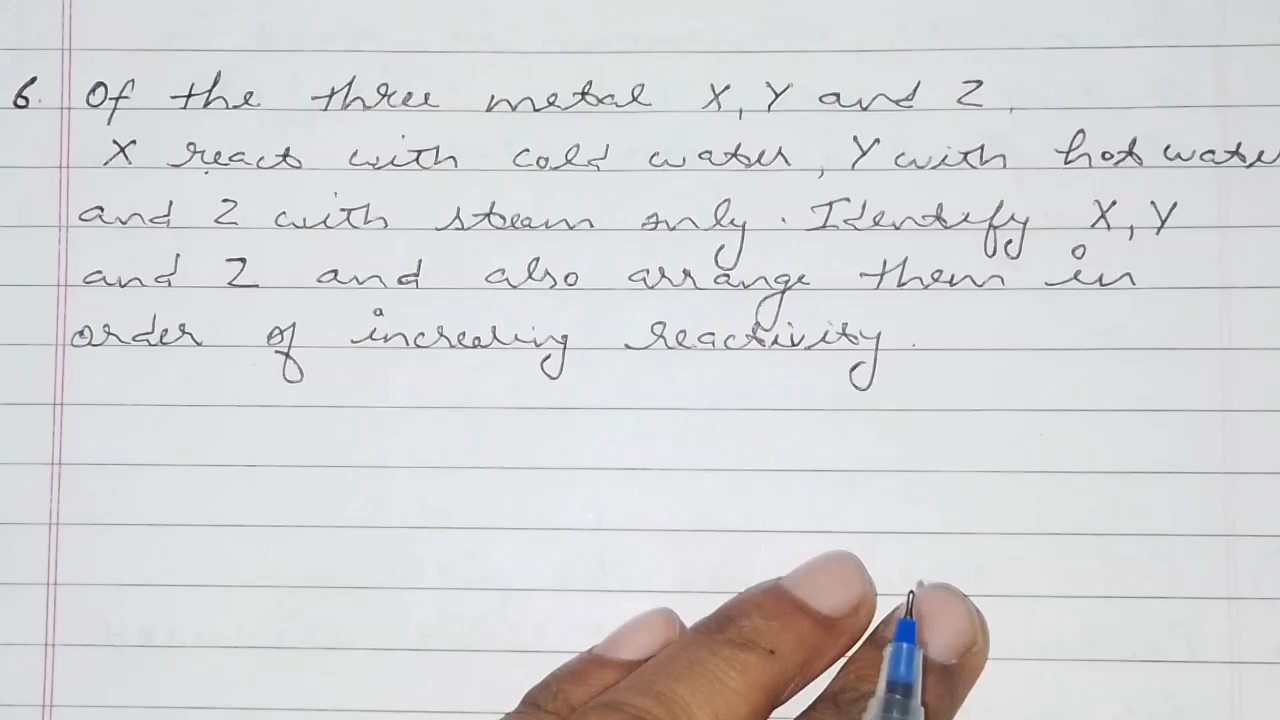 6. Of the three metal X, Y and Z,
X react with cold water, Y with hot water
and Z with steam only. Identify X, Y
and Z and also arrange them in
order of increasing reactivity.